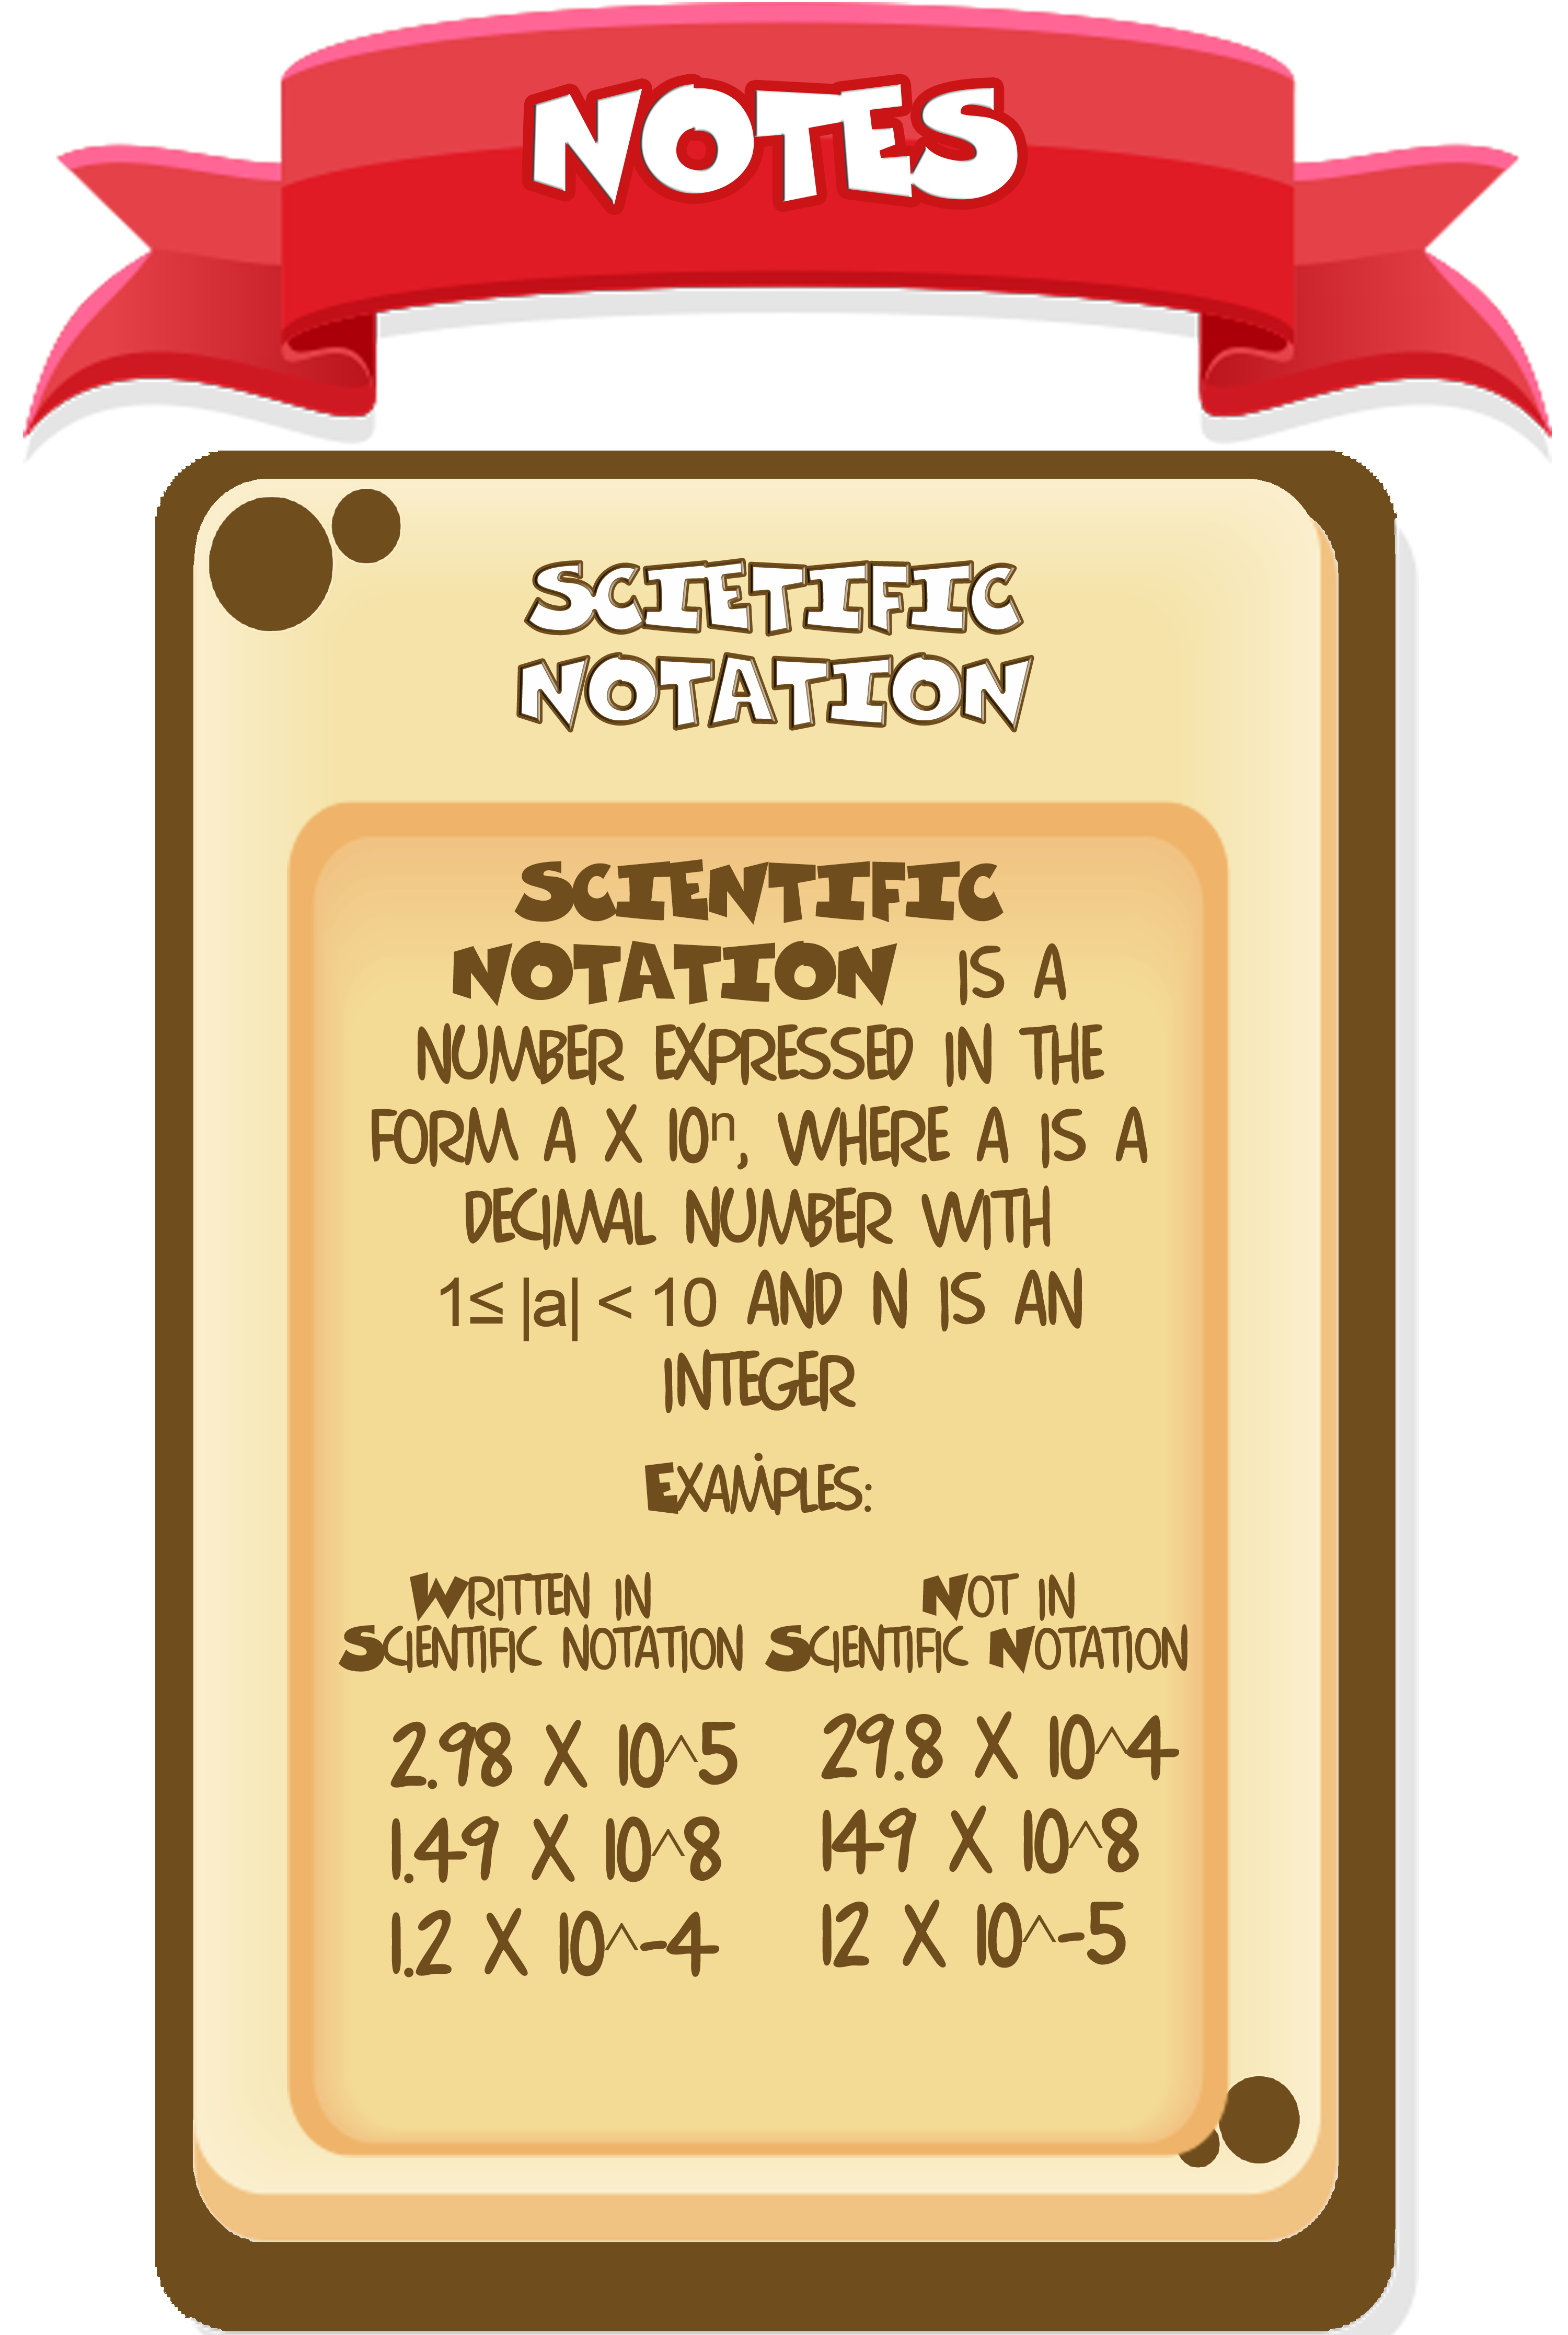 NOTES
SCIETIFIC
NOTATION
SCIENTIFIC
NOTATION IS A
NUMBER EXPRESSED IN THE
FORM A X 10ⁿ, WHERE A IS A
DECIMAL NUMBER WITH
1≤ |a| < 10 AND N IS AN
INTEGER
EXAMPLES:
WRITTEN IN
SCIENTIFIC NOTATION
2.98 X 10^5
1.49 X 10^8
1.2 X 10^-4
NOT IN
SCIENTIFIC NOTATION
29.8 X 10^4
149 X 10^8
12 X 10^-5